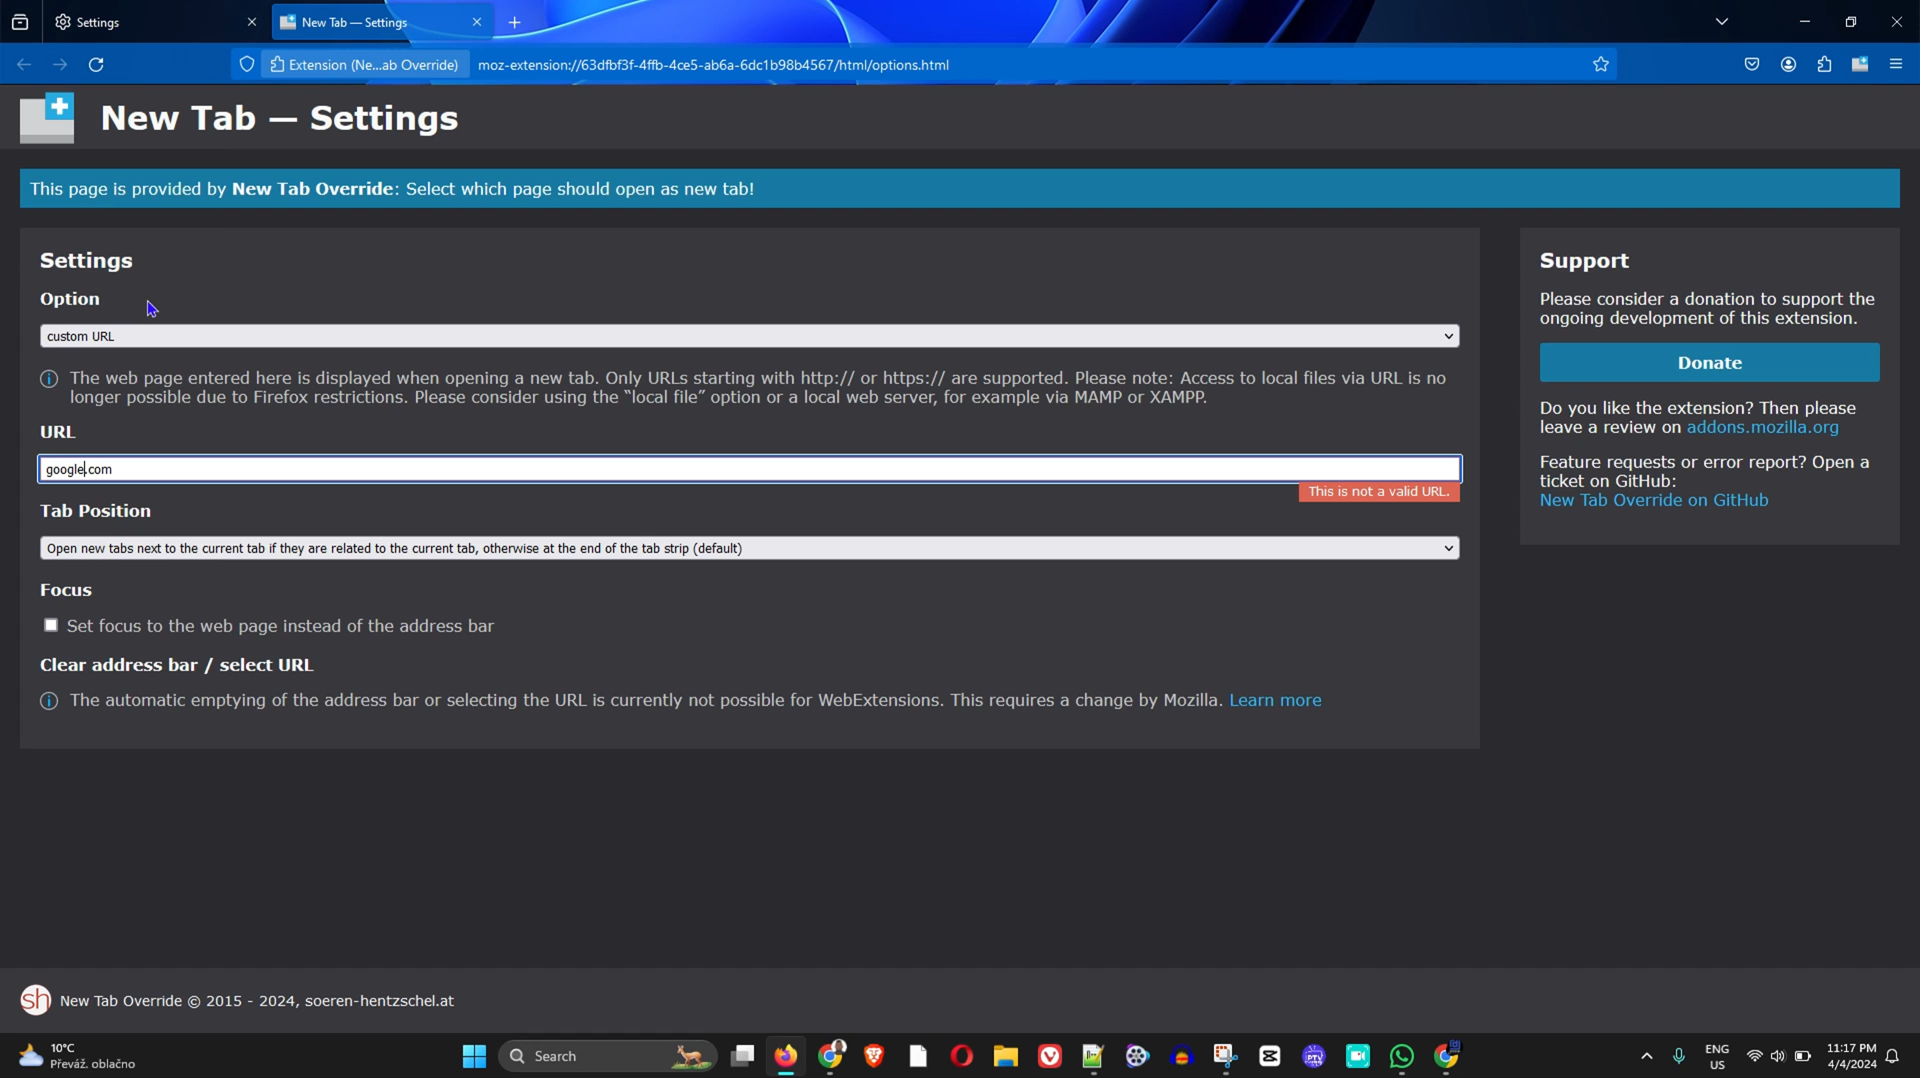 Settings
New Tab — Settings
Extension (Ne...ab Override)
moz-extension://63dfbf3f-4ffb-4ce5-ab6a-6dc1b98b4567/html/options.html
New Tab — Settings
This page is provided by New Tab Override: Select which page should open as new tab!
Settings
Option
custom URL
The web page entered here is displayed when opening a new tab. Only URLs starting with http:// or https:// are supported. Please note: Access to local files via URL is no
longer possible due to Firefox restrictions. Please consider using the “local file” option or a local web server, for example via MAMP or XAMPP.
URL
google.com
This is not a valid URL.
Tab Position
Open new tabs next to the current tab if they are related to the current tab, otherwise at the end of the tab strip (default)
Focus
Set focus to the web page instead of the address bar
Clear address bar / select URL
The automatic emptying of the address bar or selecting the URL is currently not possible for WebExtensions. This requires a change by Mozilla. Learn more
Support
Please consider a donation to support the
ongoing development of this extension.
Donate
Do you like the extension? Then please
leave a review on addons.mozilla.org
Feature requests or error report? Open a
ticket on GitHub:
New Tab Override on GitHub
sh
New Tab Override © 2015 - 2024, soeren-hentzschel.at
10°C
Převáž. oblačno
Search
ENG
US
11:17 PM
4/4/2024